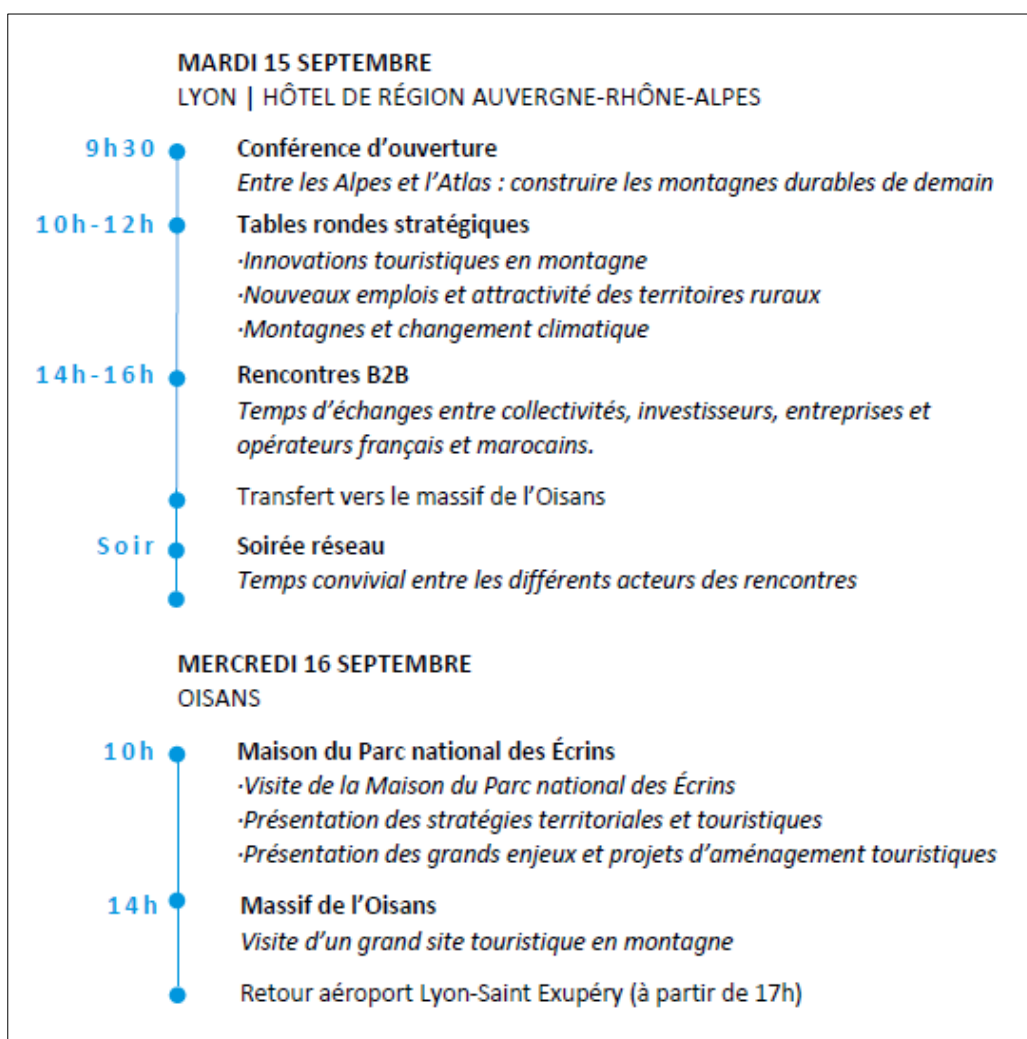 MARDI 15 SEPTEMBRE
LYON | HÔTEL DE RÉGION AUVERGNE-RHÔNE-ALPES
9h30 Conférence d’ouverture
Entre les Alpes et l’Atlas : construire les montagnes durables de demain
10h-12h Tables rondes stratégiques
·Innovations touristiques en montagne
·Nouveaux emplois et attractivité des territoires ruraux
·Montagnes et changement climatique
14h-16h Rencontres B2B
Temps d’échanges entre collectivités, investisseurs, entreprises et
opérateurs français et marocains.
Transfert vers le massif de l’Oisans
Soir Soirée réseau
Temps convivial entre les différents acteurs des rencontres
MERCREDI 16 SEPTEMBRE
OISANS
10h Maison du Parc national des Écrins
·Visite de la Maison du Parc national des Écrins
·Présentation des stratégies territoriales et touristiques
·Présentation des grands enjeux et projets d’aménagement touristiques
14h Massif de l’Oisans
Visite d’un grand site touristique en montagne
Retour aéroport Lyon-Saint Exupéry (à partir de 17h)